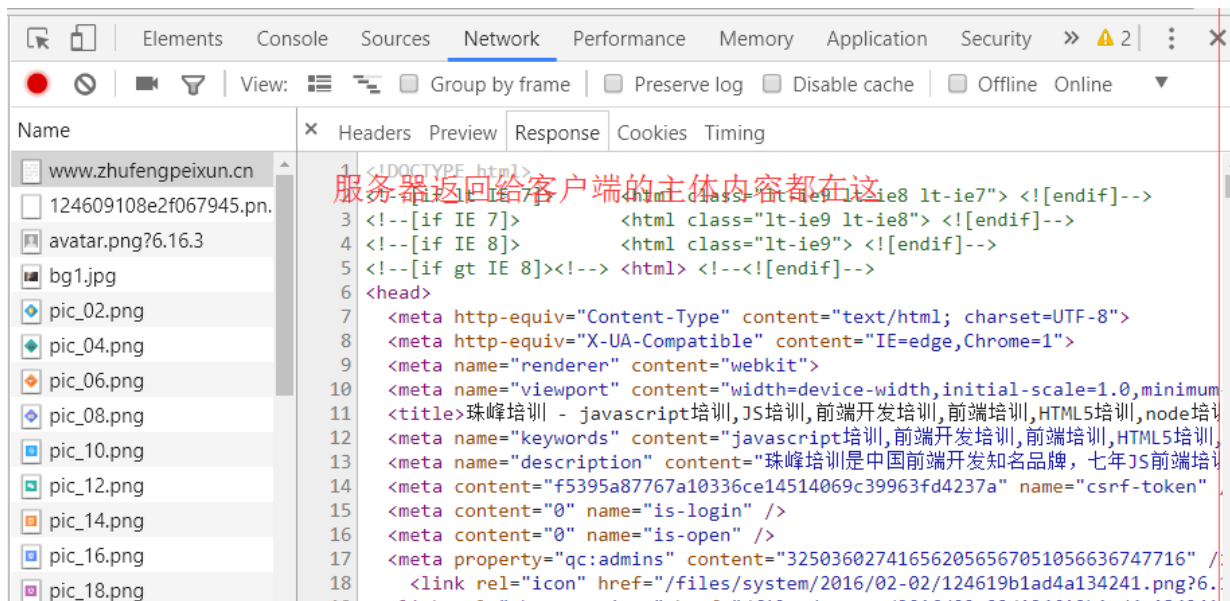 Elements Console Sources Network Performance Memory Application Security » 2
View: Group by frame Preserve log Disable cache Offline Online
Name
× Headers Preview Response Cookies Timing
www.zhufengpeixun.cn
124609108e2f067945.pn.
avatar.png?6.16.3
bg1.jpg
pic_02.png
pic_04.png
pic_06.png
pic_08.png
pic_10.png
pic_12.png
pic_14.png
pic_16.png
pic_18.png
服务器返回给客户端的主体内容都在这
1 <!DOCTYPE html>
2 <!--[if lt IE 7]> <html class="lt-ie9 lt-ie8 lt-ie7"> <![endif]-->
3 <!--[if IE 7]> <html class="lt-ie9 lt-ie8"> <![endif]-->
4 <!--[if IE 8]> <html class="lt-ie9"> <![endif]-->
5 <!--[if gt IE 8]><!--> <html> <!--<![endif]-->
6 <head>
7 <meta http-equiv="Content-Type" content="text/html; charset=UTF-8">
8 <meta http-equiv="X-UA-Compatible" content="IE=edge,Chrome=1">
9 <meta name="renderer" content="webkit">
10 <meta name="viewport" content="width=device-width,initial-scale=1.0,minimum-
11 <title>珠峰培训 - javascript培训,JS培训,前端开发培训,前端培训,HTML5培训,node培训
12 <meta name="keywords" content="javascript培训,前端开发培训,前端培训,HTML5培训,
13 <meta name="description" content="珠峰培训是中国前端开发知名品牌，七年JS前端培训
14 <meta content="f5395a87767a10336ce14514069c39963fd4237a" name="csrf-token" /
15 <meta content="0" name="is-login" />
16 <meta content="0" name="is-open" />
17 <meta property="qc:admins" content="32503602741656205656705105663674­7716" /
18 <link rel="icon" href="/files/system/2016/02-02/124619b1ad4a134241.png?6.